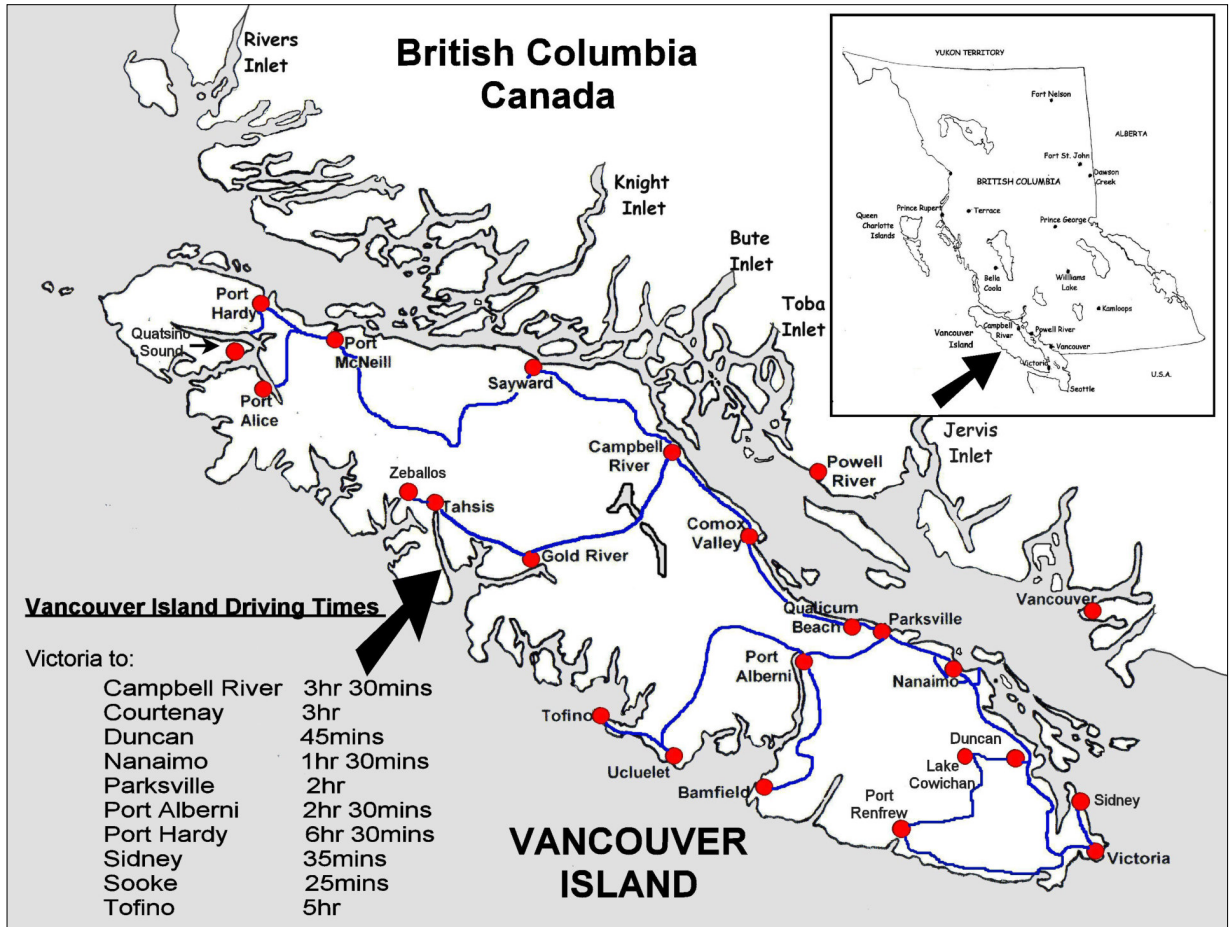 British Columbia
Canada
Rivers
Inlet
Knight
Inlet
Bute
Inlet
Toba
Inlet
Jervis
Inlet
YUKON TERRITORY
Fort Nelson
ALBERTA
Fort St. John
Dawson
Creek
BRITISH COLUMBIA
Prince Rupert
Terrace
Queen
Charlotte
Islands
Prince George
Bella
Coola
Williams
Lake
Kamloops
Campbell
River
Powell River
Vancouver
Island
Vancouver
Victoria
Seattle
U.S.A.
Port
Hardy
Quatsino
Sound
Port
McNeill
Port
Alice
Sayward
Campbell
River
Powell
River
Zeballos
Tahsis
Gold River
Comox
Valley
Qualicum
Beach
Parksville
Vancouver
Port
Alberni
Nanaimo
Tofino
Ucluelet
Bamfield
Duncan
Lake
Cowichan
Port
Renfrew
Sidney
Victoria
VANCOUVER
ISLAND
Vancouver Island Driving Times
Victoria to:
Campbell River 3hr 30mins
Courtenay 3hr
Duncan 45mins
Nanaimo 1hr 30mins
Parksville 2hr
Port Alberni 2hr 30mins
Port Hardy 6hr 30mins
Sidney 35mins
Sooke 25mins
Tofino 5hr